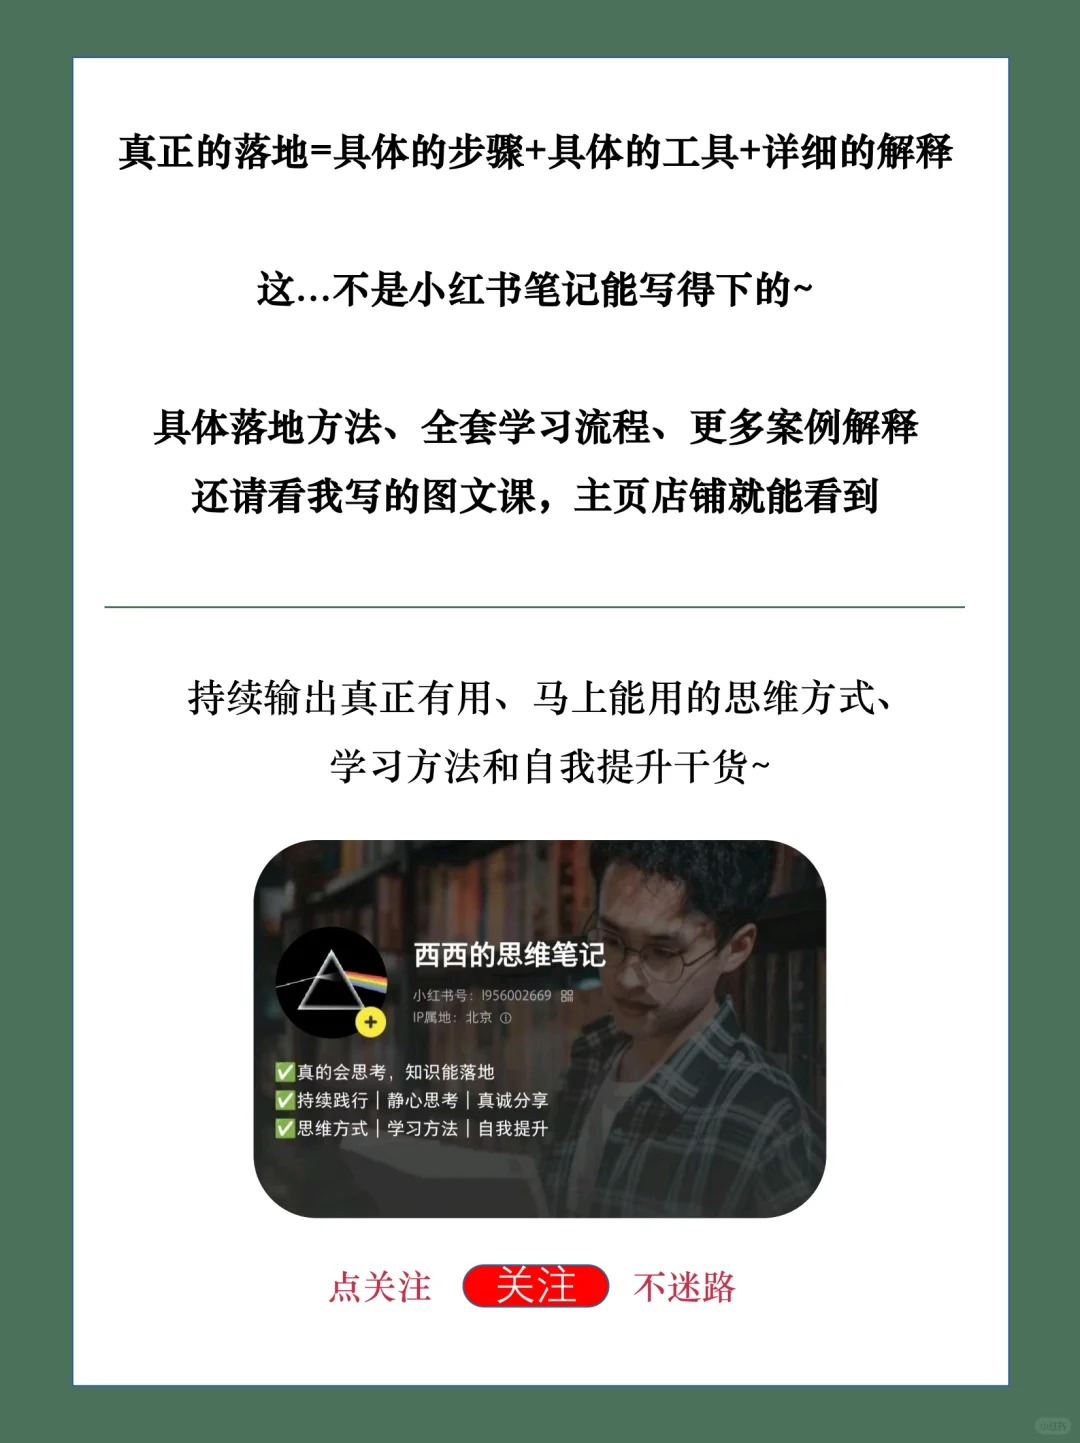 真正的落地=具体的步骤+具体的工具+详细的解释
这...不是小红书笔记能写得下的~
具体落地方法、全套学习流程、更多案例解释
还请看我写的图文课，主页店铺就能看到
持续输出真正有用、马上能用的思维方式、
学习方法和自我提升干货~
西西的思维笔记
小红书号：I956002669
IP属地：北京
✅真的会思考，知识能落地
✅持续践行｜静心思考｜真诚分享
✅思维方式｜学习方法｜自我提升
点关注 关注 不迷路
小红书